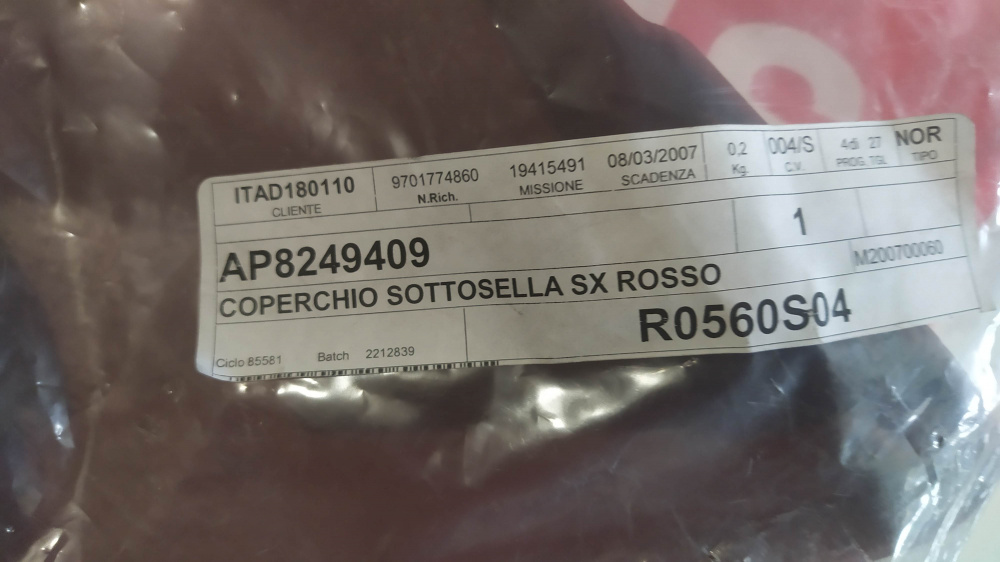 ITAD180110 9701774860 19415491 08/03/2007 0.2 004/S 4di 27 NOR
CLIENTE N.Rich. MISSIONE SCADENZA Kg. C.V. PROG.TGL TIPO
AP8249409 1
COPERCHIO SOTTOSELLA SX ROSSO M200700060
R0560S04
Ciclo 85581 Batch 2212839